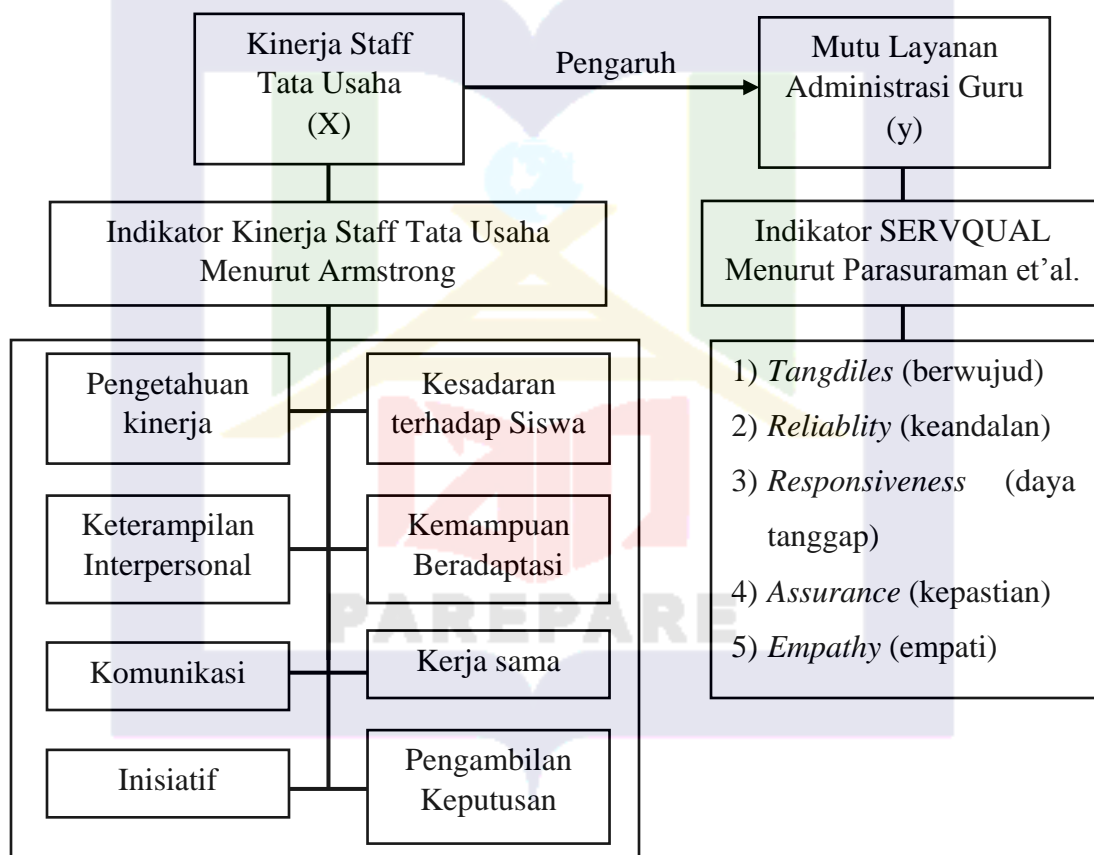 Kinerja Staff
Tata Usaha
(X)
Pengaruh
Mutu Layanan
Administrasi Guru
(y)
Indikator Kinerja Staff Tata Usaha
Menurut Armstrong
Indikator SERVQUAL
Menurut Parasuraman et’al.
Pengetahuan
kinerja
Kesadaran
terhadap Siswa
Keterampilan
Interpersonal
Kemampuan
Beradaptasi
Komunikasi
Kerja sama
Inisiatif
Pengambilan
Keputusan
1) Tangdiles (berwujud)
2) Reliablity (keandalan)
3) Responsiveness (daya
tanggap)
4) Assurance (kepastian)
5) Empathy (empati)
PAREPARE